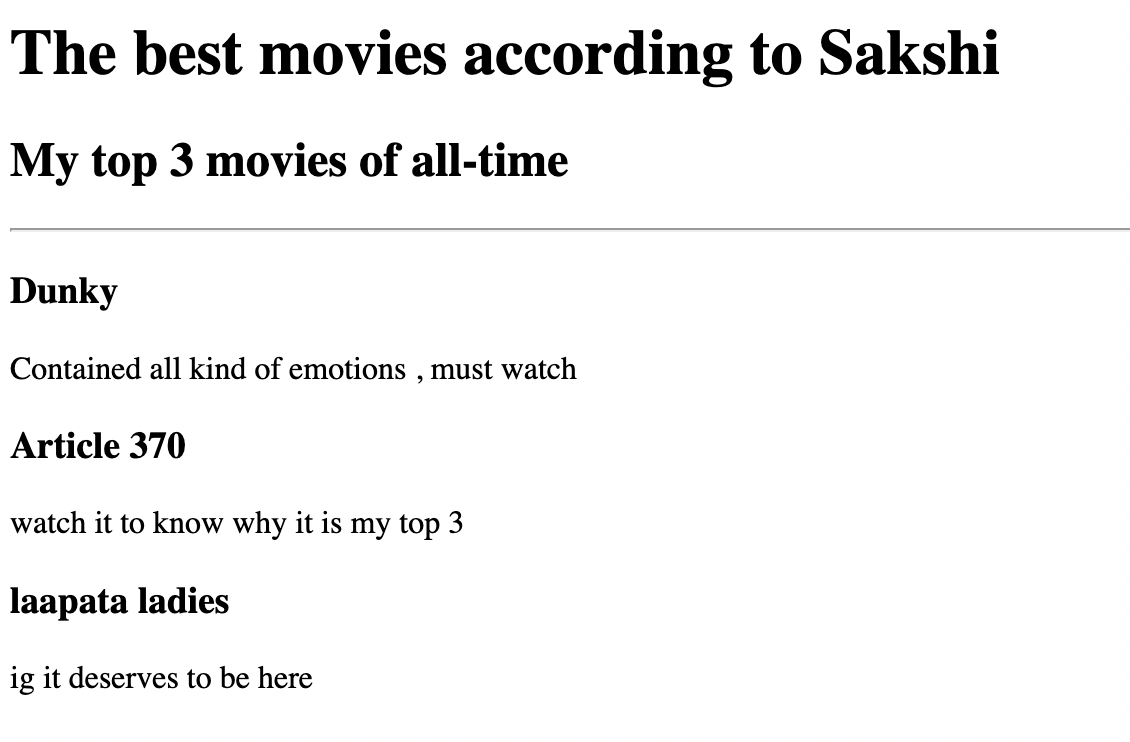 The best movies according to Sakshi
My top 3 movies of all-time
Dunky
Contained all kind of emotions , must watch
Article 370
watch it to know why it is my top 3
laapata ladies
ig it deserves to be here